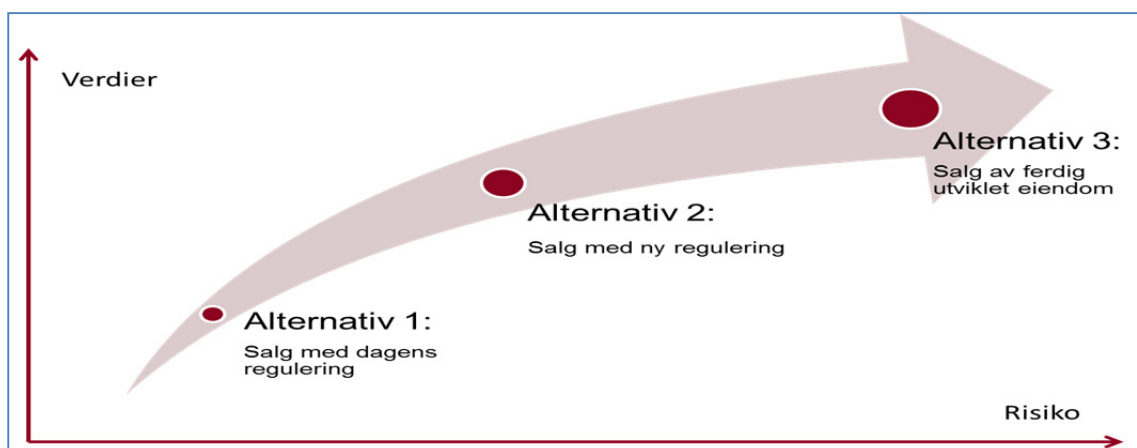 Verdier
Alternativ 3:
Salg av ferdig
utviklet eiendom
Alternativ 2:
Salg med ny regulering
Alternativ 1:
Salg med dagens
regulering
Risiko